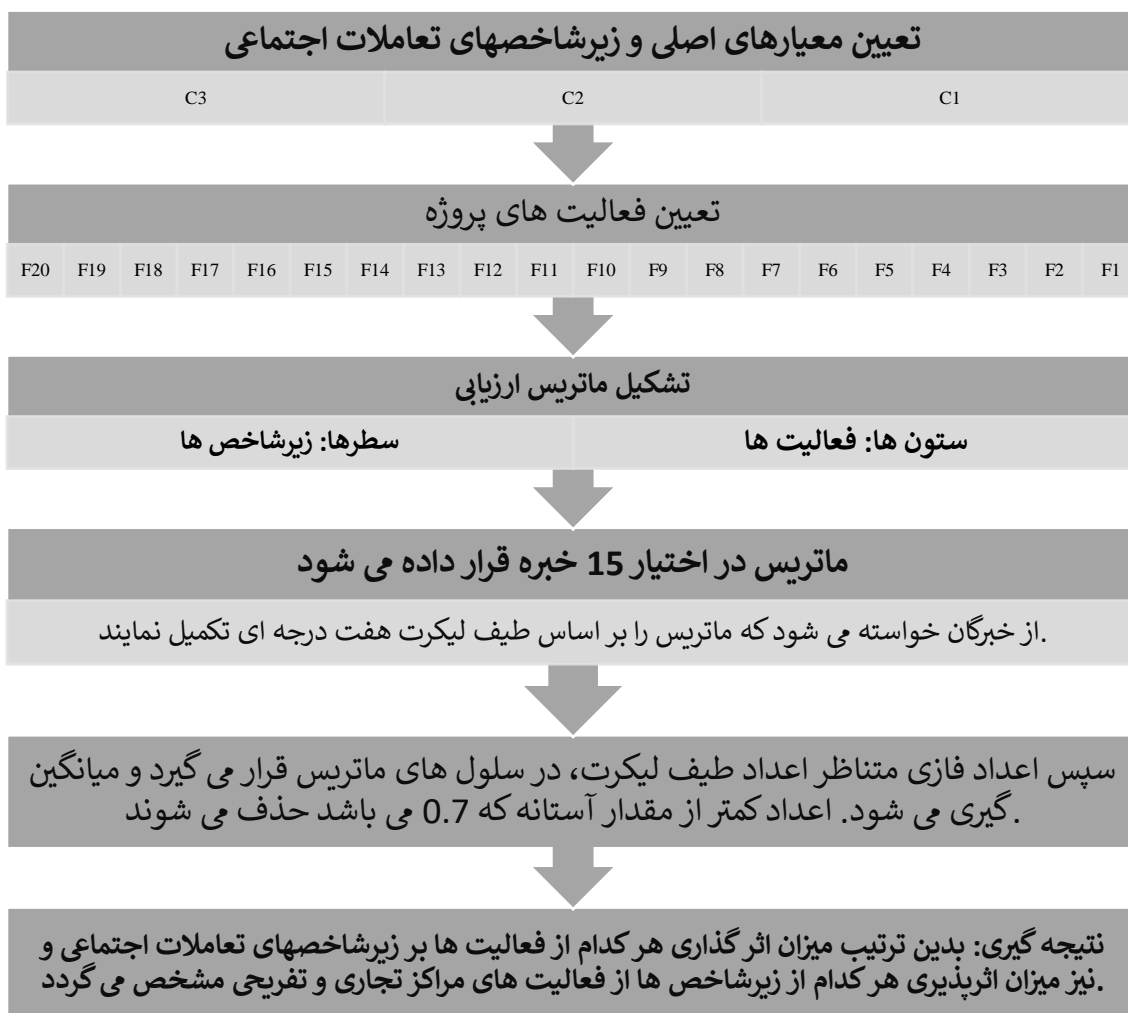 تعیین معیارهای اصلی و زیرشاخصهای تعاملات اجتماعی
C1 C2 C3
تعیین فعالیت های پروژه
F1 F2 F3 F4 F5 F6 F7 F8 F9 F10 F11 F12 F13 F14 F15 F16 F17 F18 F19 F20
تشکیل ماتریس ارزیابی
ستون ها: فعالیت ها سطرها: زیرشاخص ها
ماتریس در اختیار 15 خبره قرار داده می شود
از خبرگان خواسته می شود که ماتریس را بر اساس طیف لیکرت هفت درجه ای تکمیل نمایند.
سپس اعداد فازی متناظر اعداد طیف لیکرت، در سلول های ماتریس قرار می گیرد و میانگین
گیری می شود. اعداد کمتر از مقدار آستانه که 0.7 می باشد حذف می شوند.
نتیجه گیری: بدین ترتیب میزان اثر گذاری هر کدام از فعالیت ها بر زیرشاخصهای تعاملات اجتماعی و
نیز میزان اثرپذیری هر کدام از زیرشاخص ها از فعالیت های مراکز تجاری و تفریحی مشخص می گردد.